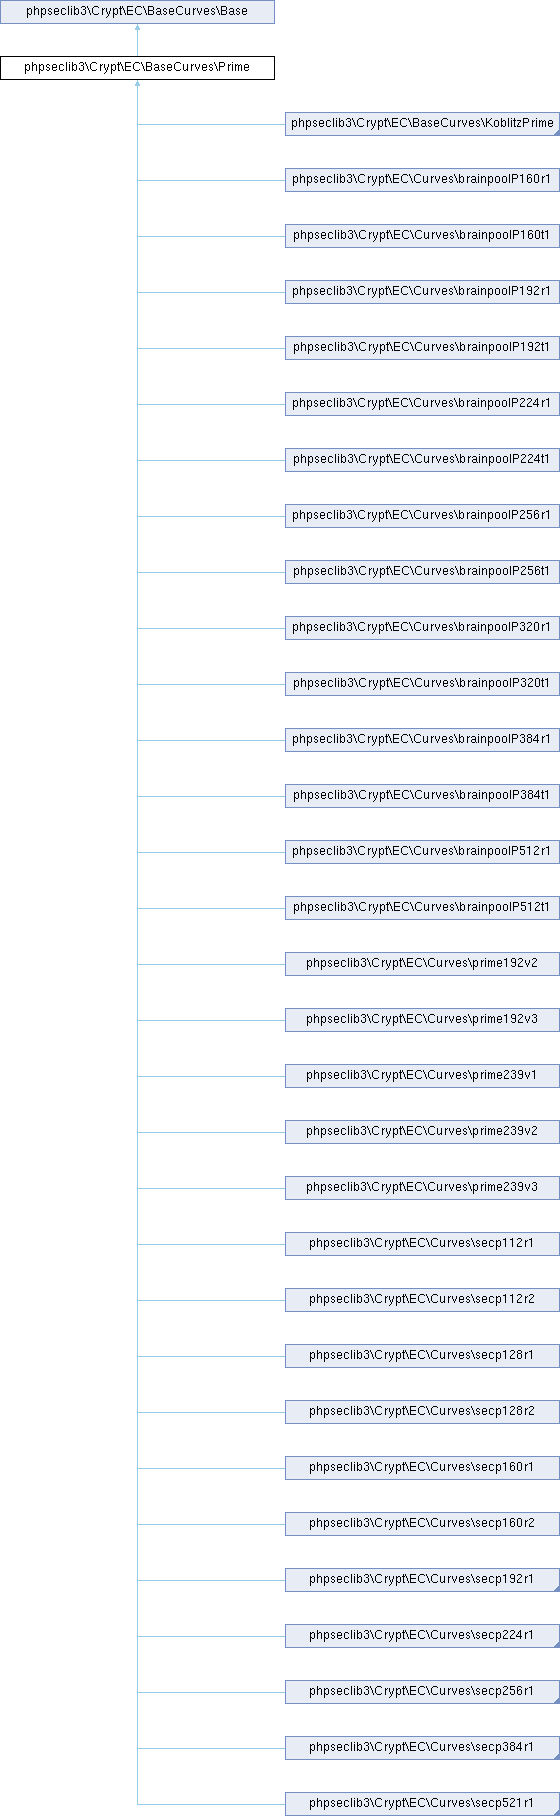 phpseclib3\Crypt\EC\BaseCurves\Base
phpseclib3\Crypt\EC\BaseCurves\Prime
phpseclib3\Crypt\EC\BaseCurves\KoblitzPrime
phpseclib3\Crypt\EC\Curves\brainpoolP160r1
phpseclib3\Crypt\EC\Curves\brainpoolP160t1
phpseclib3\Crypt\EC\Curves\brainpoolP192r1
phpseclib3\Crypt\EC\Curves\brainpoolP192t1
phpseclib3\Crypt\EC\Curves\brainpoolP224r1
phpseclib3\Crypt\EC\Curves\brainpoolP224t1
phpseclib3\Crypt\EC\Curves\brainpoolP256r1
phpseclib3\Crypt\EC\Curves\brainpoolP256t1
phpseclib3\Crypt\EC\Curves\brainpoolP320r1
phpseclib3\Crypt\EC\Curves\brainpoolP320t1
phpseclib3\Crypt\EC\Curves\brainpoolP384r1
phpseclib3\Crypt\EC\Curves\brainpoolP384t1
phpseclib3\Crypt\EC\Curves\brainpoolP512r1
phpseclib3\Crypt\EC\Curves\brainpoolP512t1
phpseclib3\Crypt\EC\Curves\prime192v2
phpseclib3\Crypt\EC\Curves\prime192v3
phpseclib3\Crypt\EC\Curves\prime239v1
phpseclib3\Crypt\EC\Curves\prime239v2
phpseclib3\Crypt\EC\Curves\prime239v3
phpseclib3\Crypt\EC\Curves\secp112r1
phpseclib3\Crypt\EC\Curves\secp112r2
phpseclib3\Crypt\EC\Curves\secp128r1
phpseclib3\Crypt\EC\Curves\secp128r2
phpseclib3\Crypt\EC\Curves\secp160r1
phpseclib3\Crypt\EC\Curves\secp160r2
phpseclib3\Crypt\EC\Curves\secp192r1
phpseclib3\Crypt\EC\Curves\secp224r1
phpseclib3\Crypt\EC\Curves\secp256r1
phpseclib3\Crypt\EC\Curves\secp384r1
phpseclib3\Crypt\EC\Curves\secp521r1